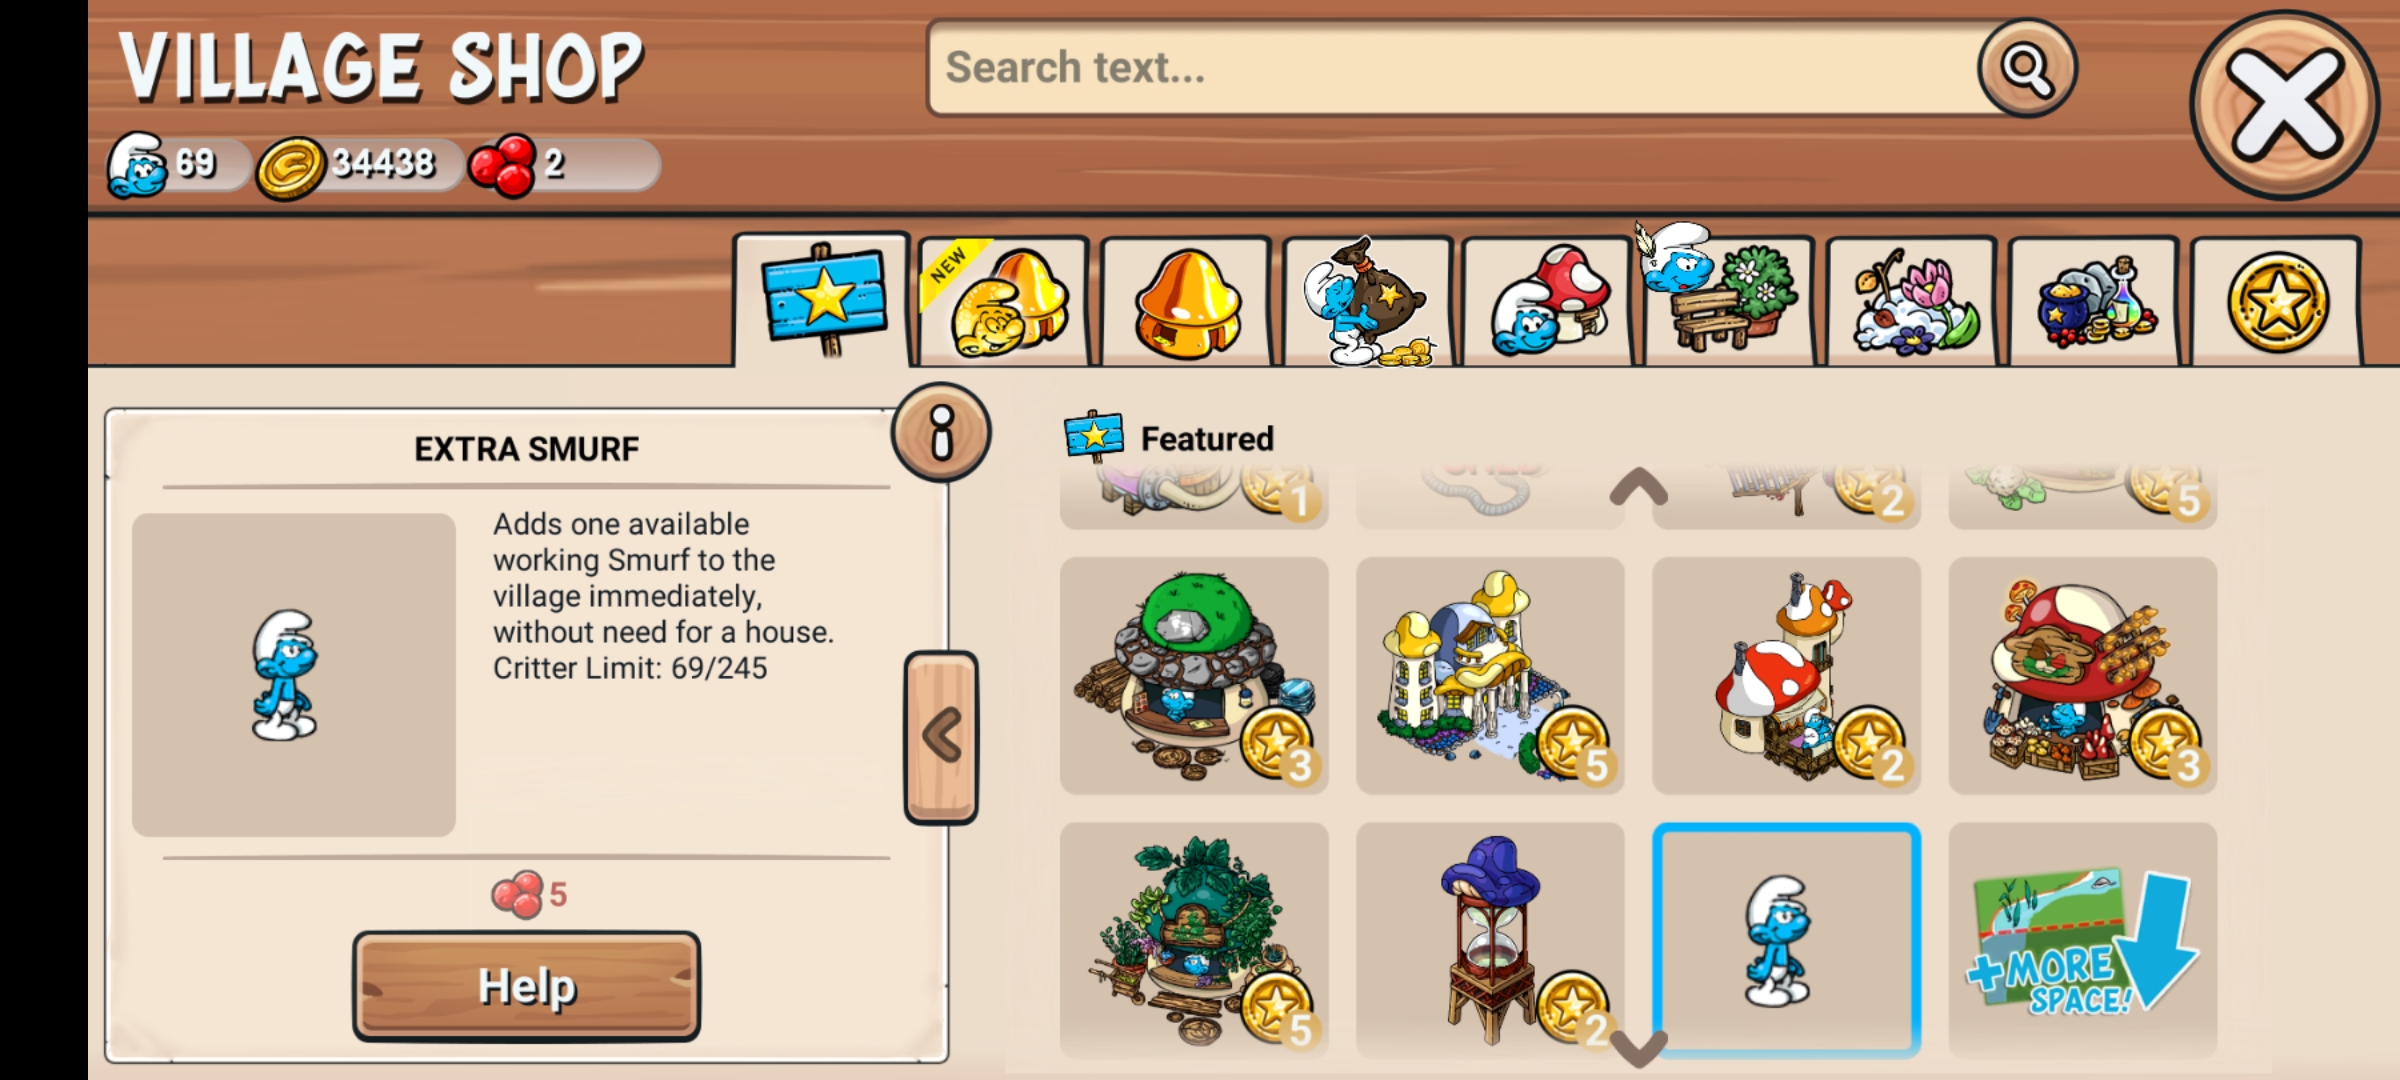 VILLAGE SHOP
Search text...
69
34438
2
NEW
EXTRA SMURF
Adds one available
working Smurf to the
village immediately,
without need for a house.
Critter Limit: 69/245
5
Help
Featured
1
2
5
3
5
2
3
5
2
+MORE
SPACE!